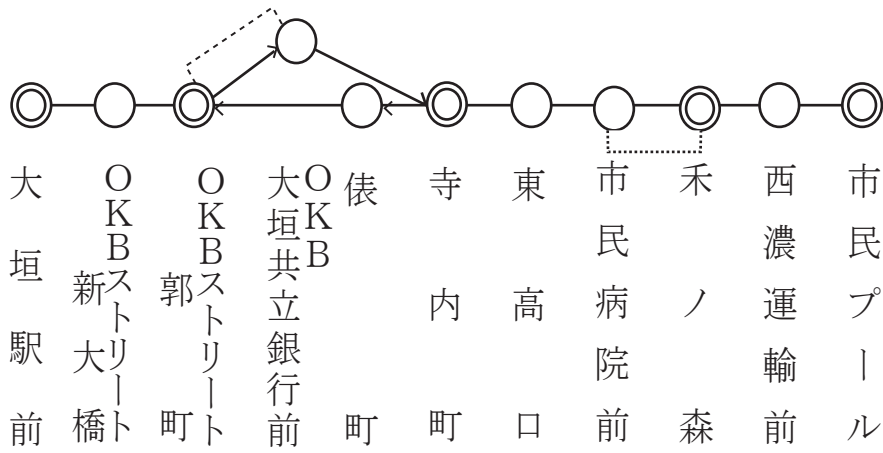 大垣駅前
OKBストリート
新大橋
OKBストリート
郭町
OKB
大垣共立銀行前
俵町
寺内町
東高口
市民病院前
禾ノ森
西濃運輸前
市民プール